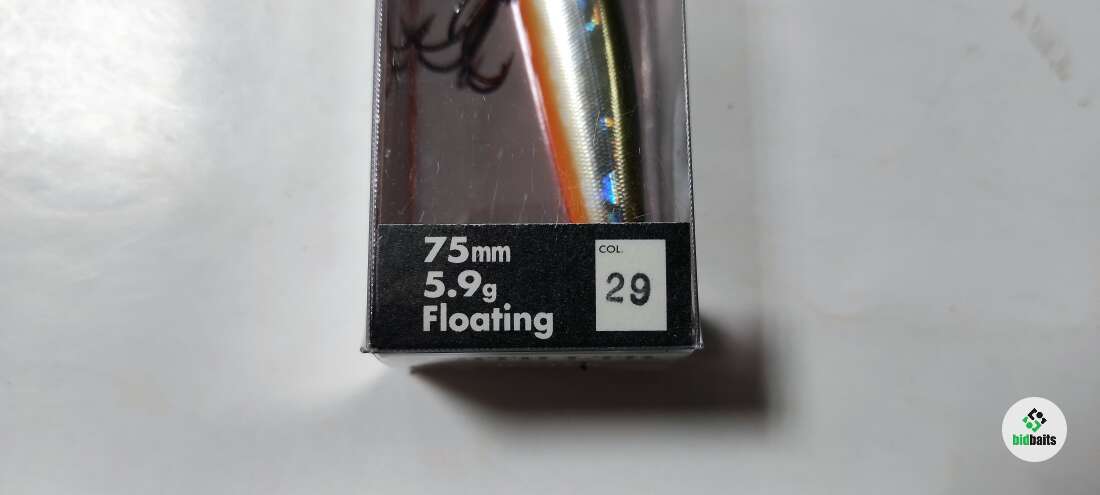 75mm
5.9g
Floating
COL.
29
bidbaits